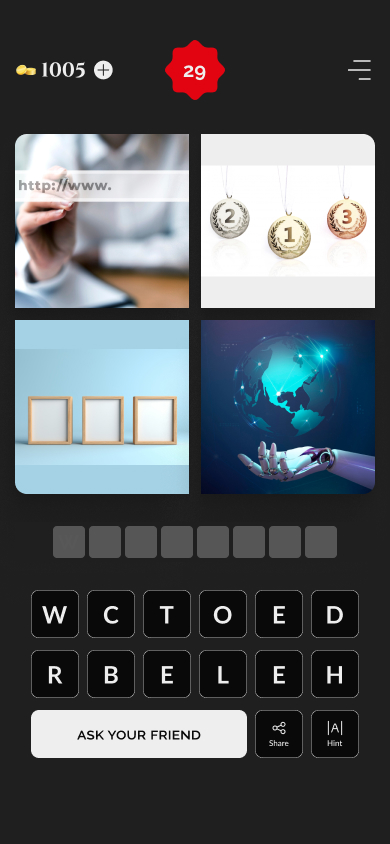 1005
29
http://www.
2
1
3
W C T O E D
R B E L E H
ASK YOUR FRIEND
Share
|A|
Hint